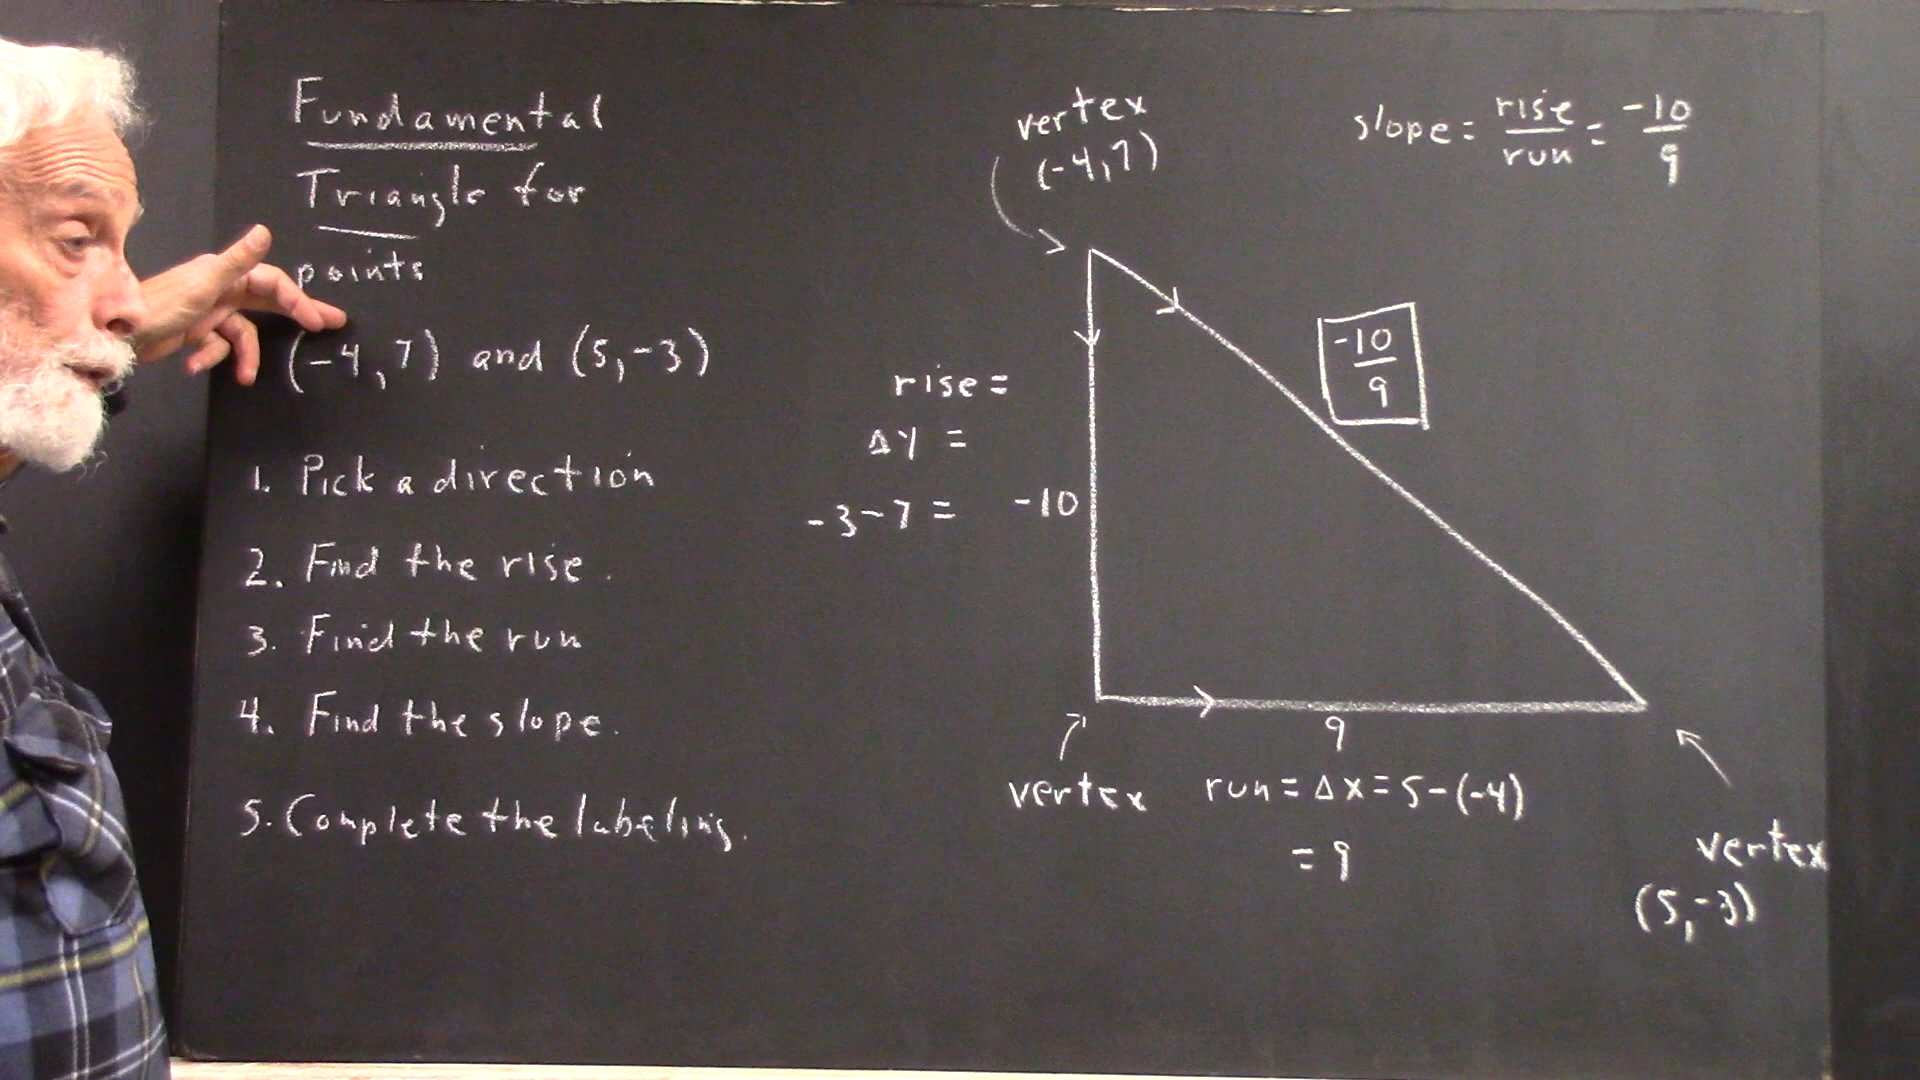 Fundamental
Triangle for
points
(-4,7) and (5,-3)
1. Pick a direction
2. Find the rise.
3. Find the run
4. Find the slope.
5. Complete the labeling.
vertex
(-4,7)
slope = rise/run = -10/9
-10/9
rise =
Δy =
-3-7 = -10
9
vertex
run = Δx = 5-(-4)
= 9
vertex
(5,-3)